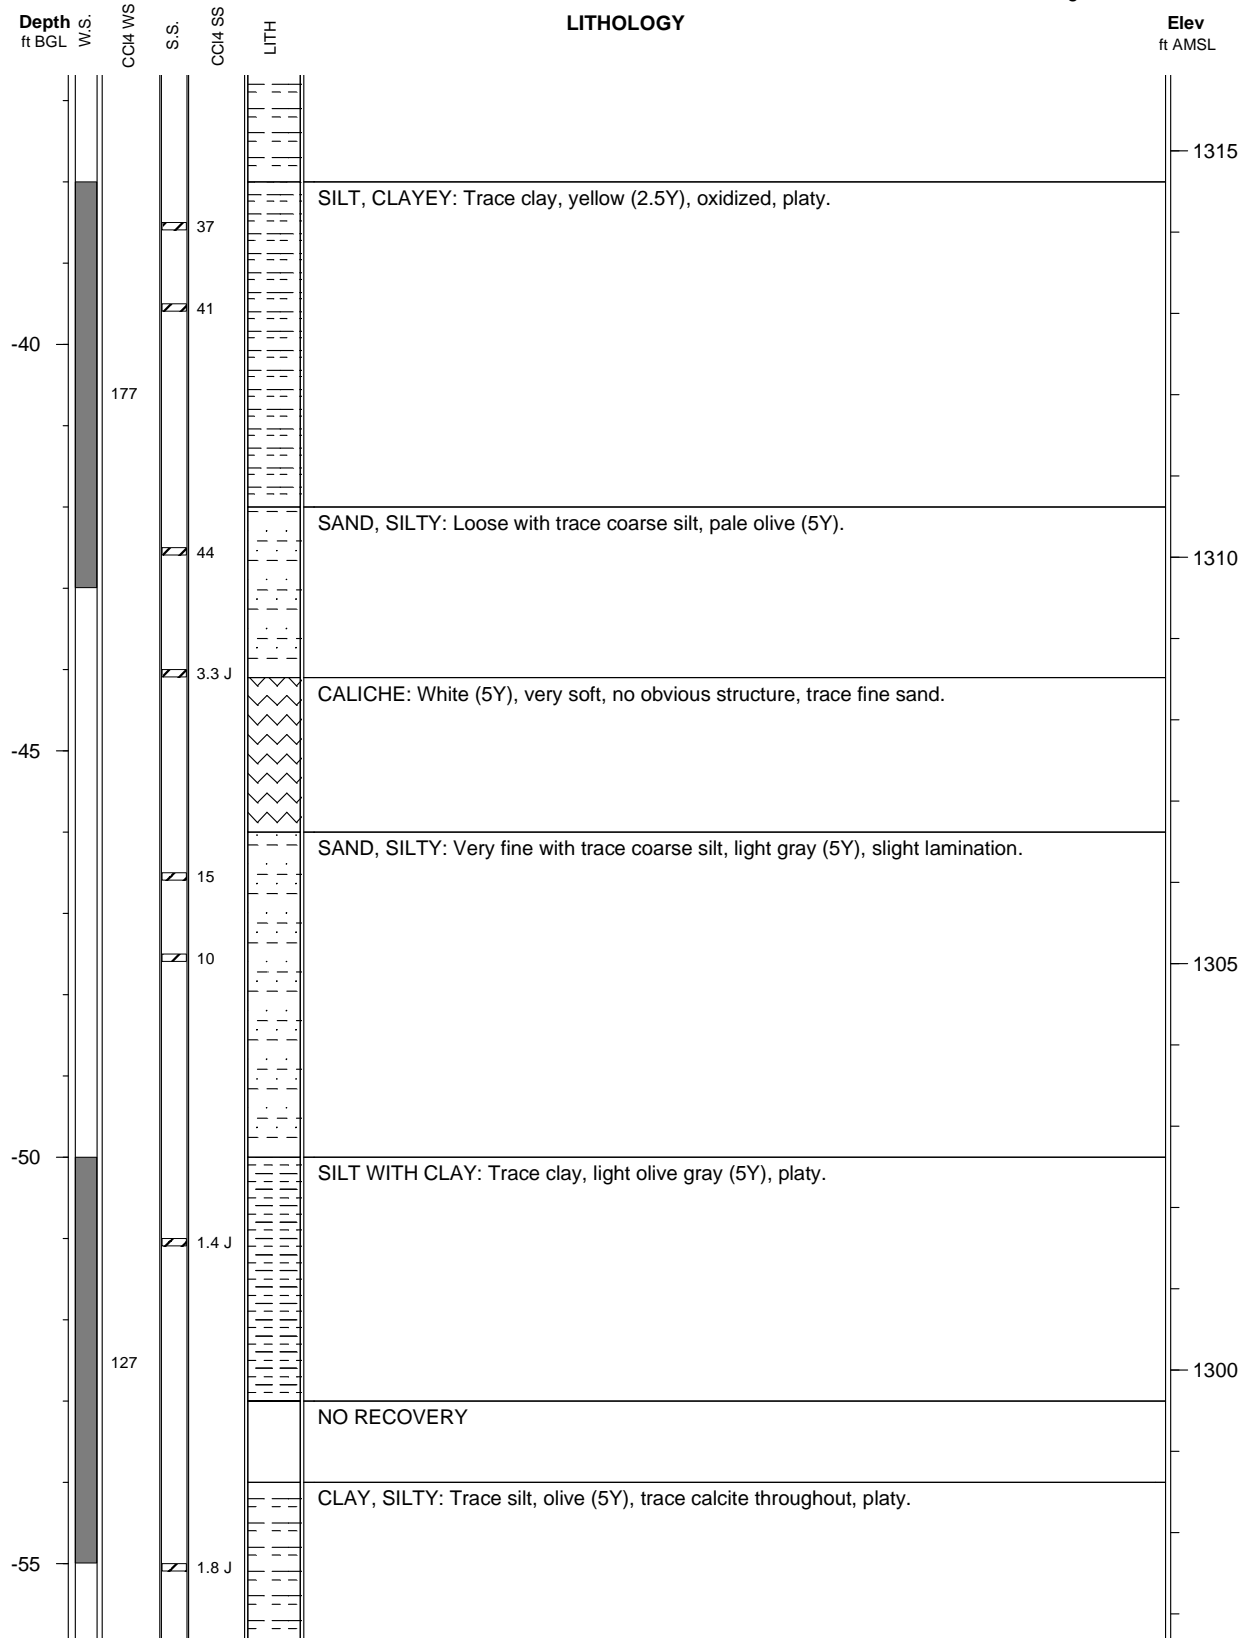 Depth
ft BGL
W.S.
CCl4 WS
S.S.
CCl4 SS
LITH
LITHOLOGY
Elev
ft AMSL
1315
SILT, CLAYEY: Trace clay, yellow (2.5Y), oxidized, platy.
37
41
-40
177
SAND, SILTY: Loose with trace coarse silt, pale olive (5Y).
44
1310
3.3 J
CALICHE: White (5Y), very soft, no obvious structure, trace fine sand.
-45
SAND, SILTY: Very fine with trace coarse silt, light gray (5Y), slight lamination.
15
10
1305
-50
SILT WITH CLAY: Trace clay, light olive gray (5Y), platy.
1.4 J
127
1300
NO RECOVERY
CLAY, SILTY: Trace silt, olive (5Y), trace calcite throughout, platy.
-55
1.8 J